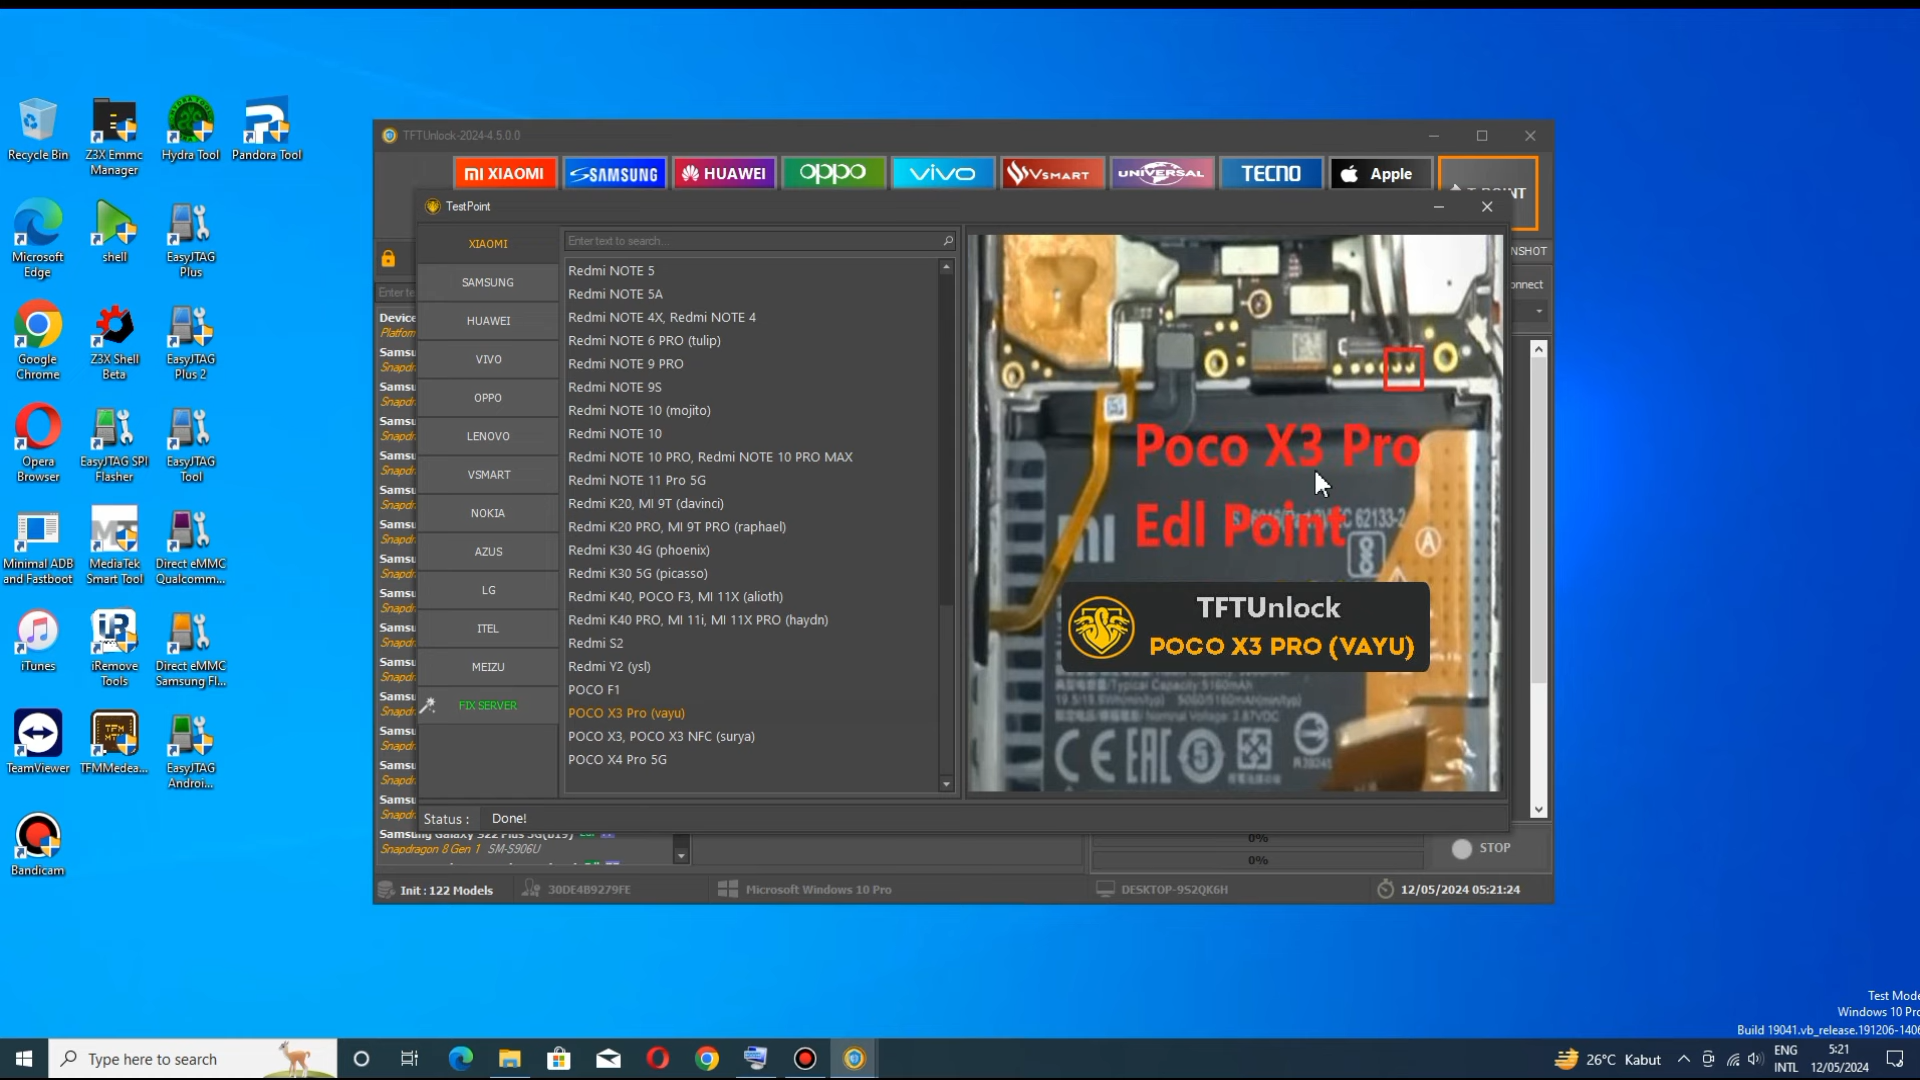 Recycle Bin
Z3X Emmc
Manager
Hydra Tool
Pandora Tool
Microsoft
Edge
shell
EasyJTAG
Plus
Google
Chrome
Z3X Shell
Beta
EasyJTAG
Plus 2
Opera
Browser
EasyJTAG SPI
Flasher
EasyJTAG
Tool
Minimal ADB
and Fastboot
MediaTek
Smart Tool
Direct eMMC
Qualcomm...
iTunes
iRemove
Tools
Direct eMMC
Samsung Fl...
TeamViewer
TFMMedea...
EasyJTAG
Androi...
Bandicam
TFTUnlock-2024-4.5.0.0
MI XIAOMI
SAMSUNG
HUAWEI
oppo
vivo
VSMART
UNIVERSAL
TECNO
Apple
TestPoint
XIAOMI
SAMSUNG
HUAWEI
VIVO
OPPO
LENOVO
VSMART
NOKIA
AZUS
LG
ITEL
MEIZU
FIX SERVER
Enter text to search...
Redmi NOTE 5
Redmi NOTE 5A
Redmi NOTE 4X, Redmi NOTE 4
Redmi NOTE 6 PRO (tulip)
Redmi NOTE 9 PRO
Redmi NOTE 9S
Redmi NOTE 10 (mojito)
Redmi NOTE 10
Redmi NOTE 10 PRO, Redmi NOTE 10 PRO MAX
Redmi NOTE 11 Pro 5G
Redmi K20, MI 9T (davinci)
Redmi K20 PRO, MI 9T PRO (raphael)
Redmi K30 4G (phoenix)
Redmi K30 5G (picasso)
Redmi K40, POCO F3, MI 11X (alioth)
Redmi K40 PRO, MI 11i, MI 11X PRO (haydn)
Redmi S2
Redmi Y2 (ysl)
POCO F1
POCO X3 Pro (vayu)
POCO X3, POCO X3 NFC (surya)
POCO X4 Pro 5G
Poco X3 Pro
Edl Point
TFTUnlock
POCO X3 PRO (VAYU)
Status :
Done!
Snapdragon 8 Gen 1 SM-S906U
0%
0%
STOP
Init : 122 Models
30DE4B9279FE
Microsoft Windows 10 Pro
DESKTOP-9S2QK6H
12/05/2024 05:21:24
Test Mode
Windows 10 Pro
Build 19041.vb_release.191206-1406
Type here to search
26°C Kabut
ENG
INTL
5:21
12/05/2024